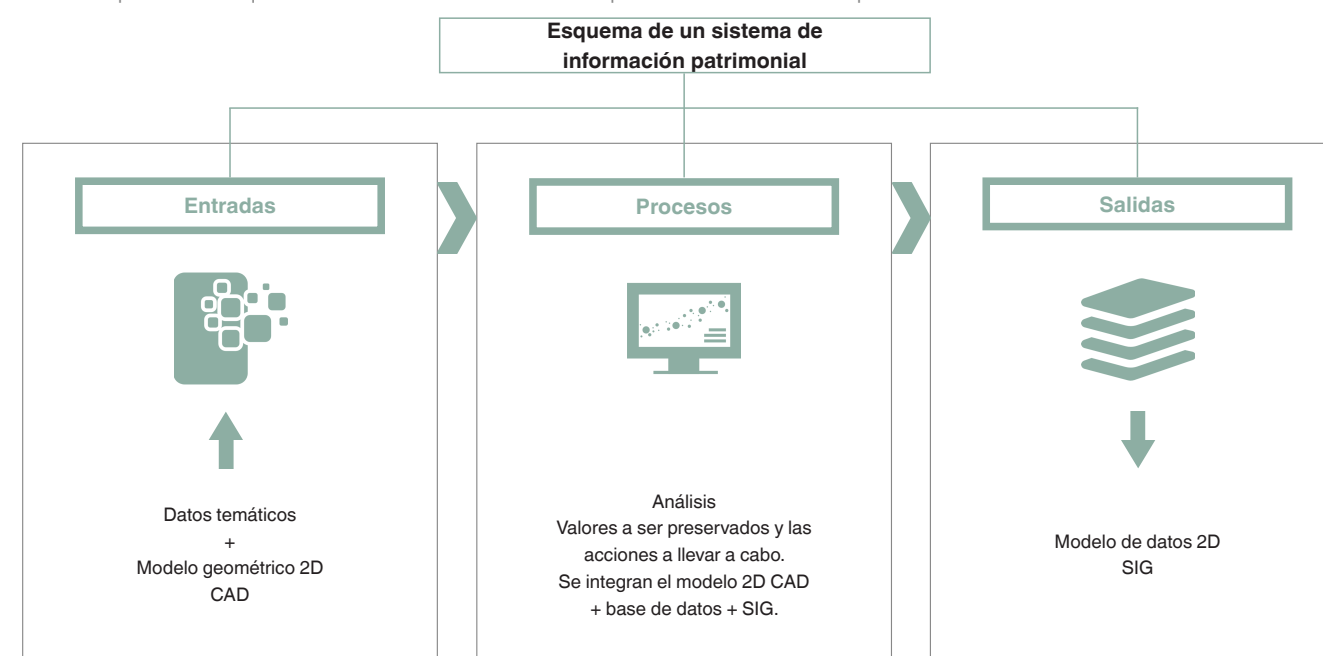 Esquema de un sistema de
información patrimonial
Entradas
Procesos
Salidas
Datos temáticos
+
Modelo geométrico 2D
CAD
Análisis
Valores a ser preservados y las
acciones a llevar a cabo.
Se integran el modelo 2D CAD
+ base de datos + SIG.
Modelo de datos 2D
SIG